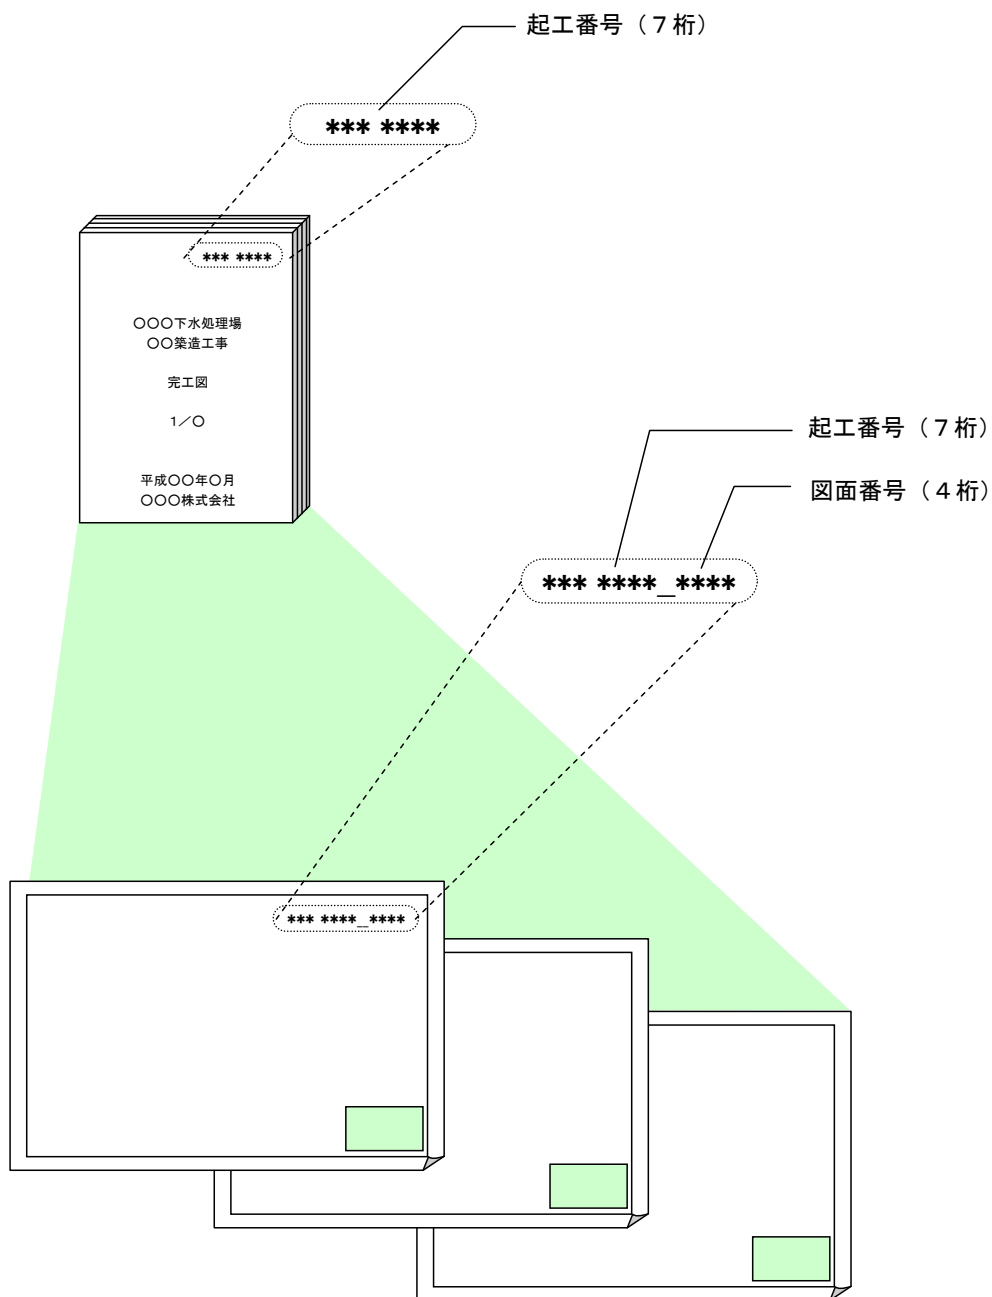 起工番号（７桁）
*** ****
*** ****
〇〇〇下水処理場
〇〇築造工事
完工図
1／〇
平成〇〇年〇月
〇〇〇株式会社
起工番号（７桁）
図面番号（４桁）
*** ****_****
*** ****_****